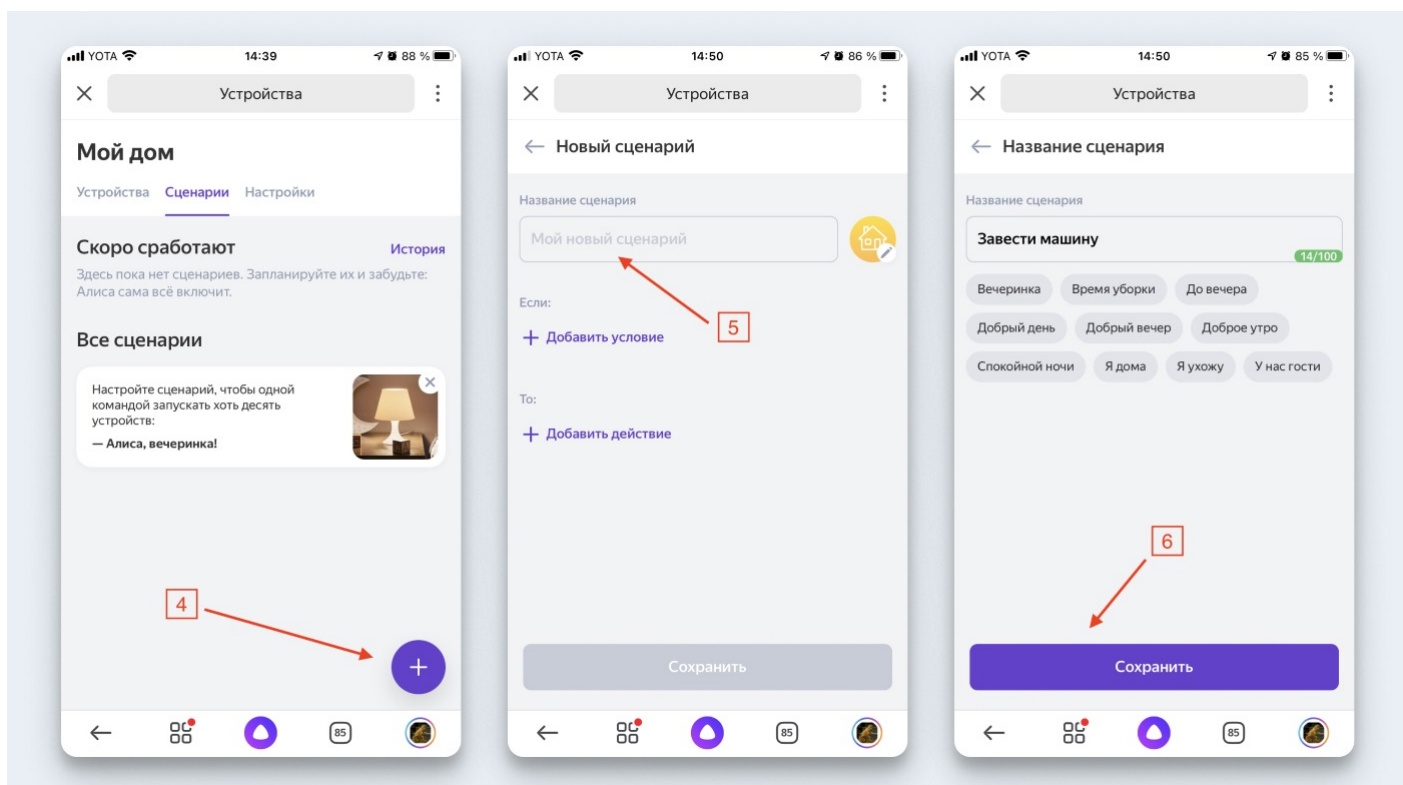 YOTA 14:39 88 %
Устройства
Мой дом
Устройства Сценарии Настройки
Скоро сработают История
Здесь пока нет сценариев. Запланируйте их и забудьте:
Алиса сама всё включит.
Все сценарии
Настройте сценарий, чтобы одной
командой запускать хоть десять
устройств:
— Алиса, вечеринка!
4
85
YOTA 14:50 86 %
Устройства
Новый сценарий
Название сценария
Мой новый сценарий
5
Если:
Добавить условие
То:
Добавить действие
Сохранить
85
YOTA 14:50 85 %
Устройства
Название сценария
Название сценария
Завести машину
14/100
Вечеринка Время уборки До вечера
Добрый день Добрый вечер Доброе утро
Спокойной ночи Я дома Я ухожу У нас гости
6
Сохранить
85